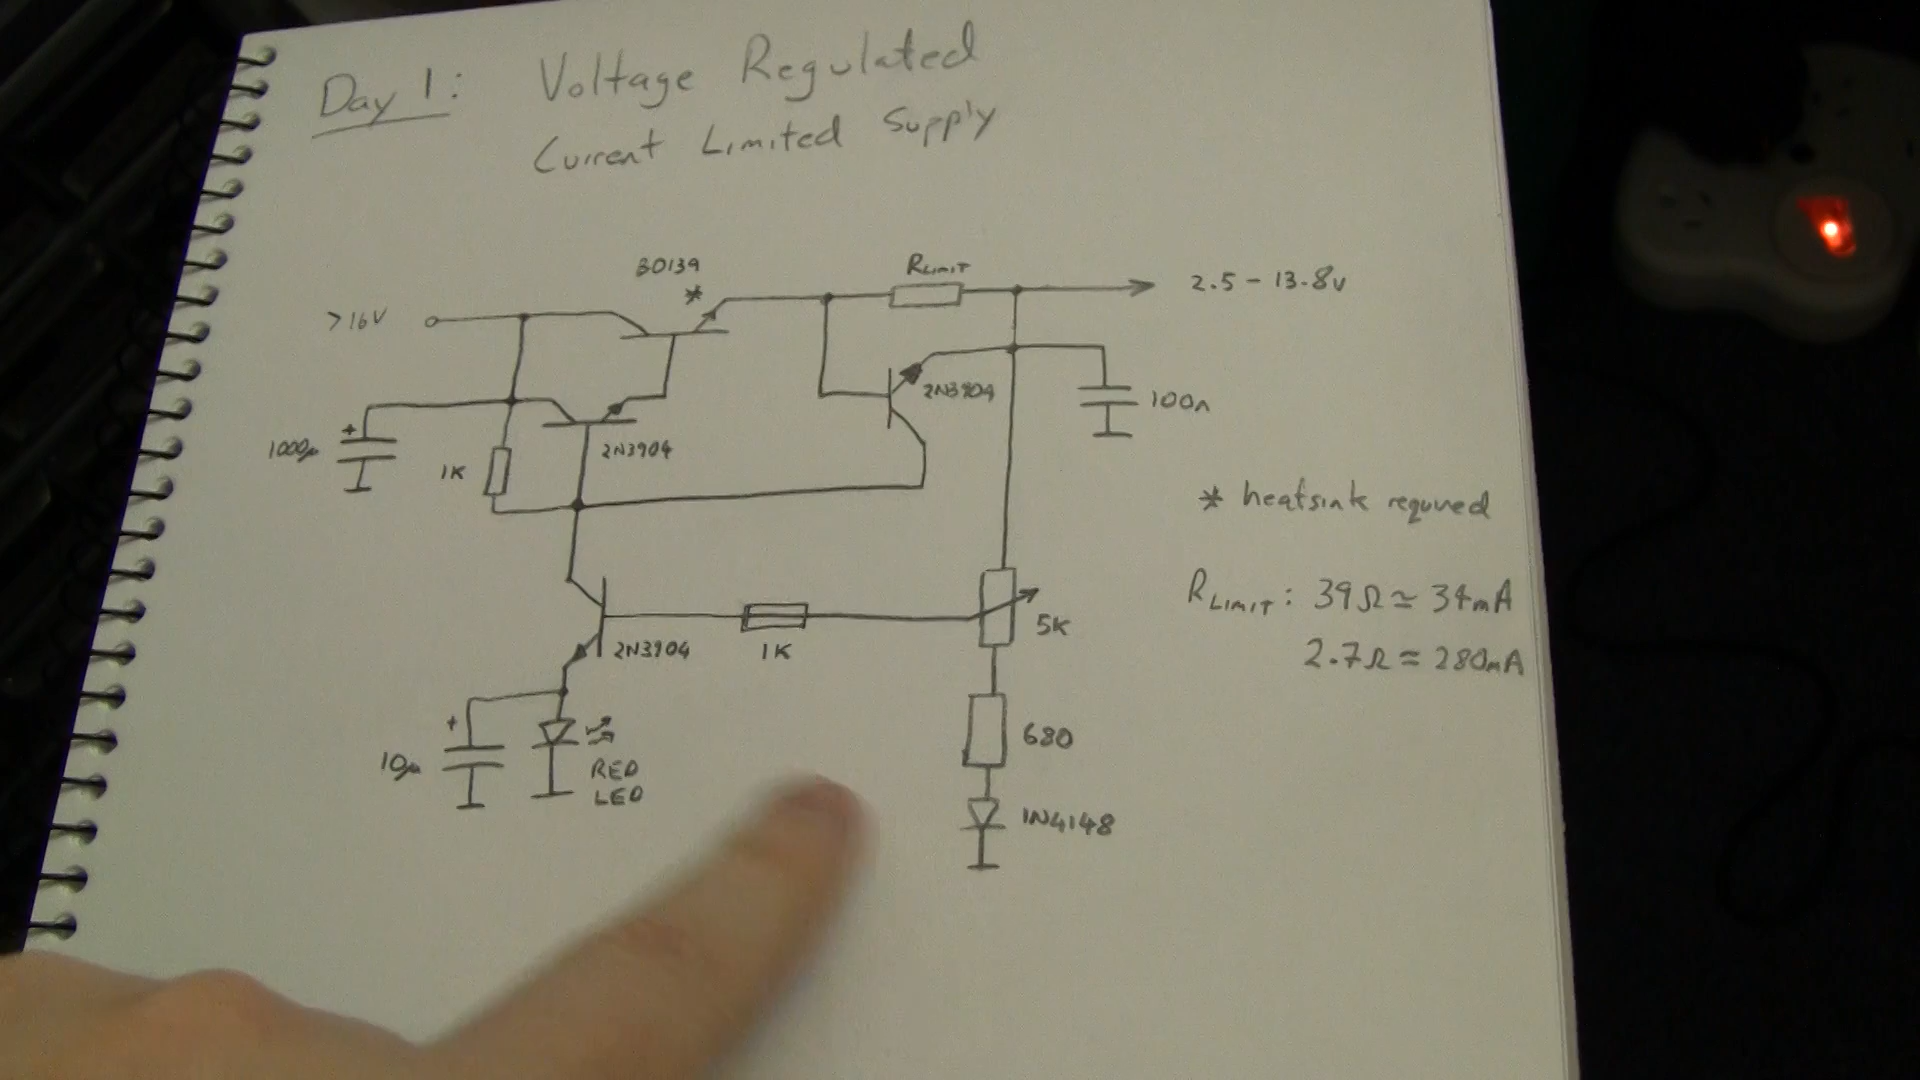 Day 1: Voltage Regulated
Current Limited Supply
BD139
*
RLIMIT
>16V
2.5 - 13.8v
2N3904
100n
+
1000µ
1K
2N3904
* heatsink required
RLIMIT: 39Ω ≃ 34mA
2.7Ω ≃ 280mA
5K
2N3904
1K
+
10µ
RED
LED
680
1N4148